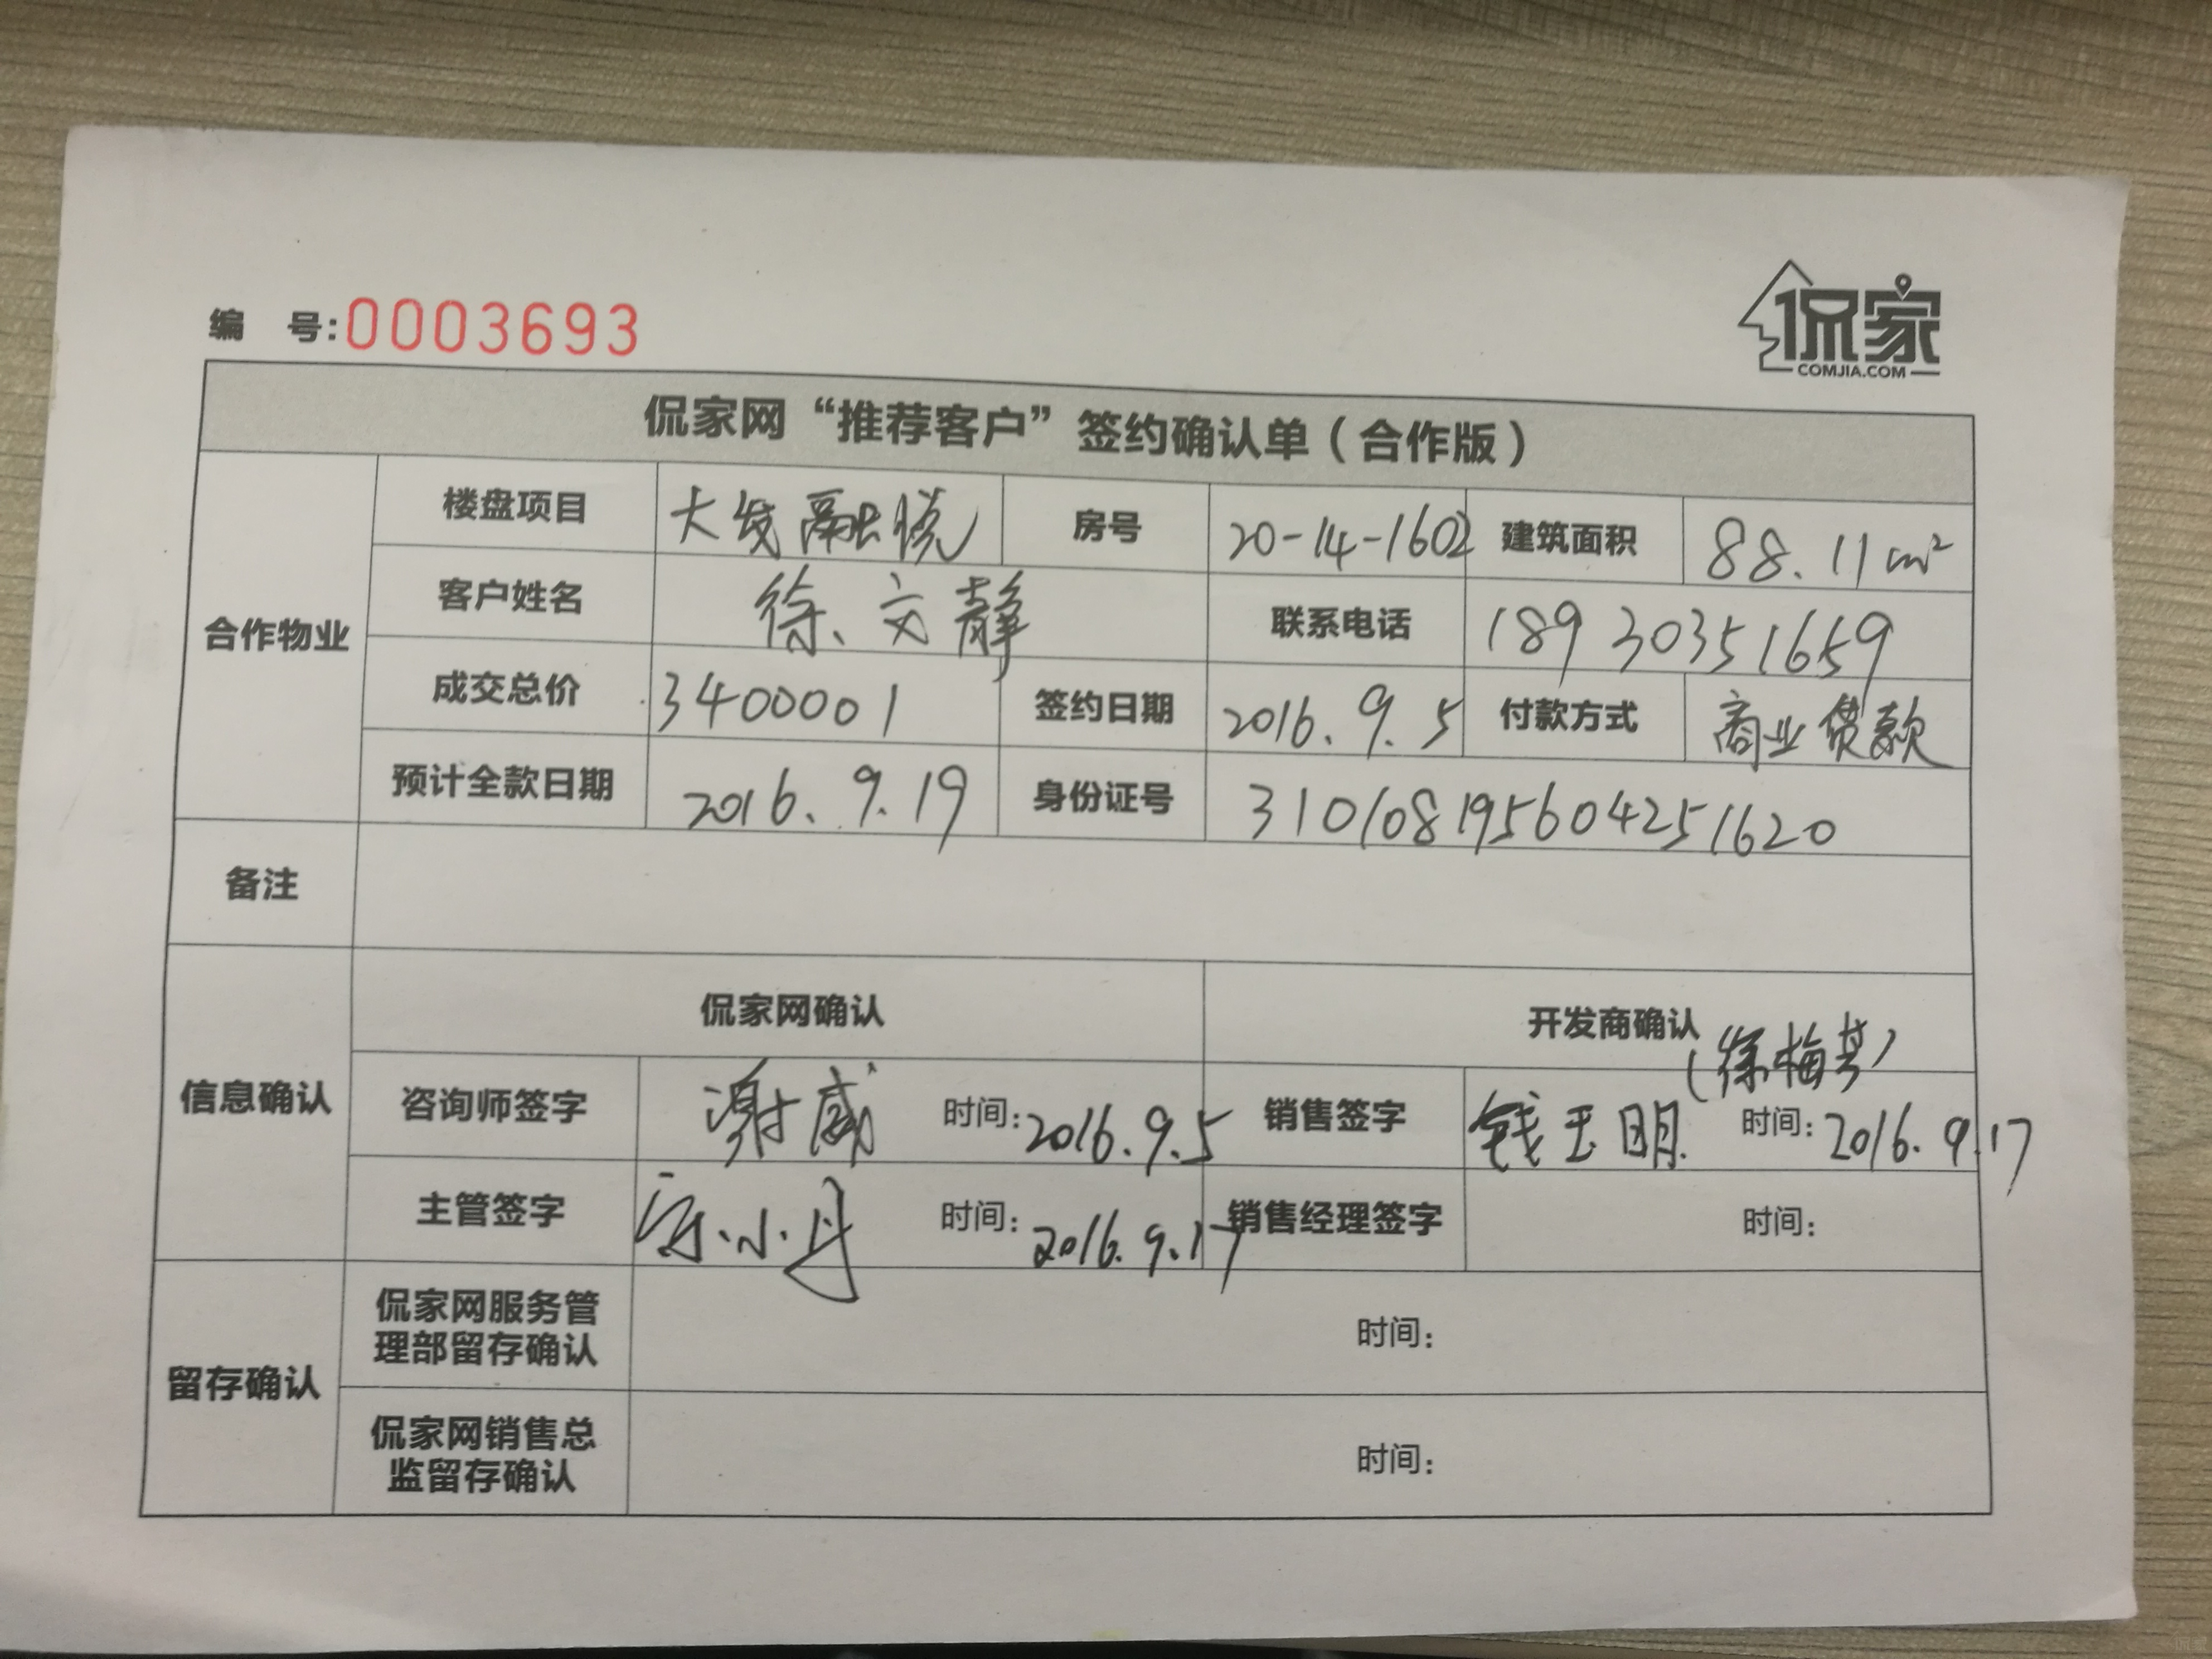 编 号:0003693
侃家
COMJIA.COM
侃家网“推荐客户”签约确认单(合作版)
合作物业
楼盘项目 大发融悦 房号 20-14-1602 建筑面积 88.11m²
客户姓名 徐文静 联系电话 18930351659
成交总价 3400001 签约日期 2016.9.5 付款方式 商业贷款
预计全款日期 2016.9.19 身份证号 310108195604251620
备注
信息确认
侃家网确认 开发商确认
咨询师签字 谢威 时间:2016.9.5 销售签字 钱玉明 时间:2016.9.17
主管签字 小丹 时间:2016.9.17 销售经理签字 时间:
留存确认
侃家网服务管
理部留存确认 时间:
侃家网销售总
监留存确认 时间: